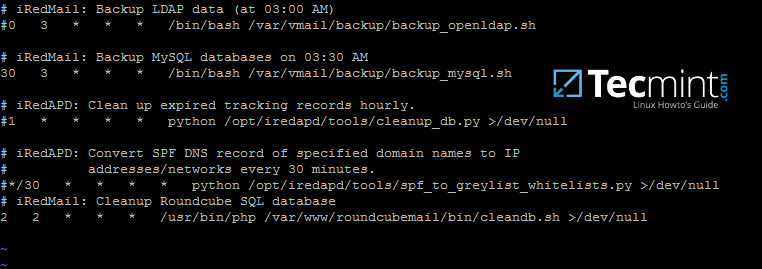 # iRedMail: Backup LDAP data (at 03:00 AM)
#0   3   *   *   *   /bin/bash /var/vmail/backup/backup_openldap.sh
# iRedMail: Backup MySQL databases on 03:30 AM
30   3   *   *   *   /bin/bash /var/vmail/backup/backup_mysql.sh
Tecmint.com
Linux Howto's Guide
# iRedAPD: Clean up expired tracking records hourly.
#1   *   *   *   *   python /opt/iredapd/tools/cleanup_db.py >/dev/null
# iRedAPD: Convert SPF DNS record of specified domain names to IP
#          addresses/networks every 30 minutes.
#*/30   *   *   *   *   python /opt/iredapd/tools/spf_to_greylist_whitelists.py >/dev/null
# iRedMail: Cleanup Roundcube SQL database
2   2   *   *   *   /usr/bin/php /var/www/roundcubemail/bin/cleandb.sh >/dev/null
~
~